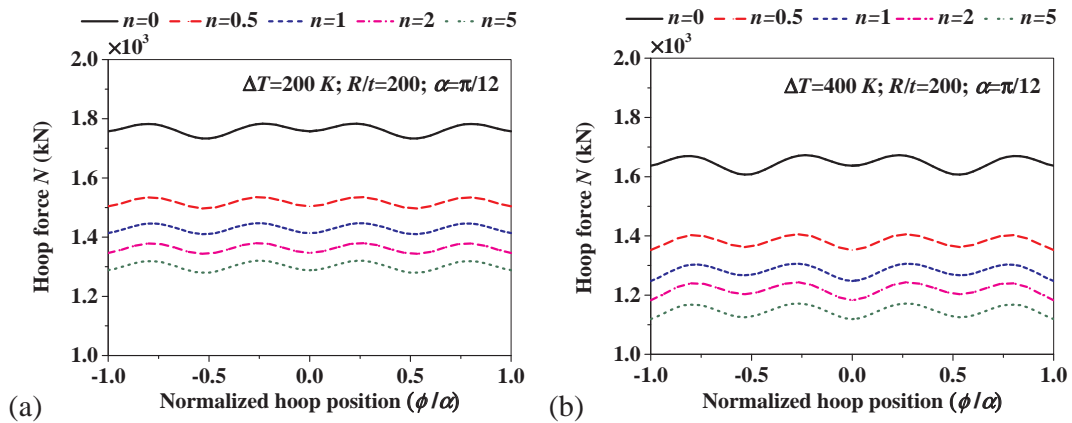 n=0 n=0.5 n=1 n=2 n=5
×10³
2.0
1.8
1.6
1.4
1.2
1.0
Hoop force N (kN)
ΔT=200 K; R/t=200; α=π/12
-1.0 -0.5 0.0 0.5 1.0
Normalized hoop position (ϕ/α)
(a)
n=0 n=0.5 n=1 n=2 n=5
×10³
2.0
1.8
1.6
1.4
1.2
1.0
Hoop force N (kN)
ΔT=400 K; R/t=200; α=π/12
-1.0 -0.5 0.0 0.5 1.0
Normalized hoop position (ϕ/α)
(b)